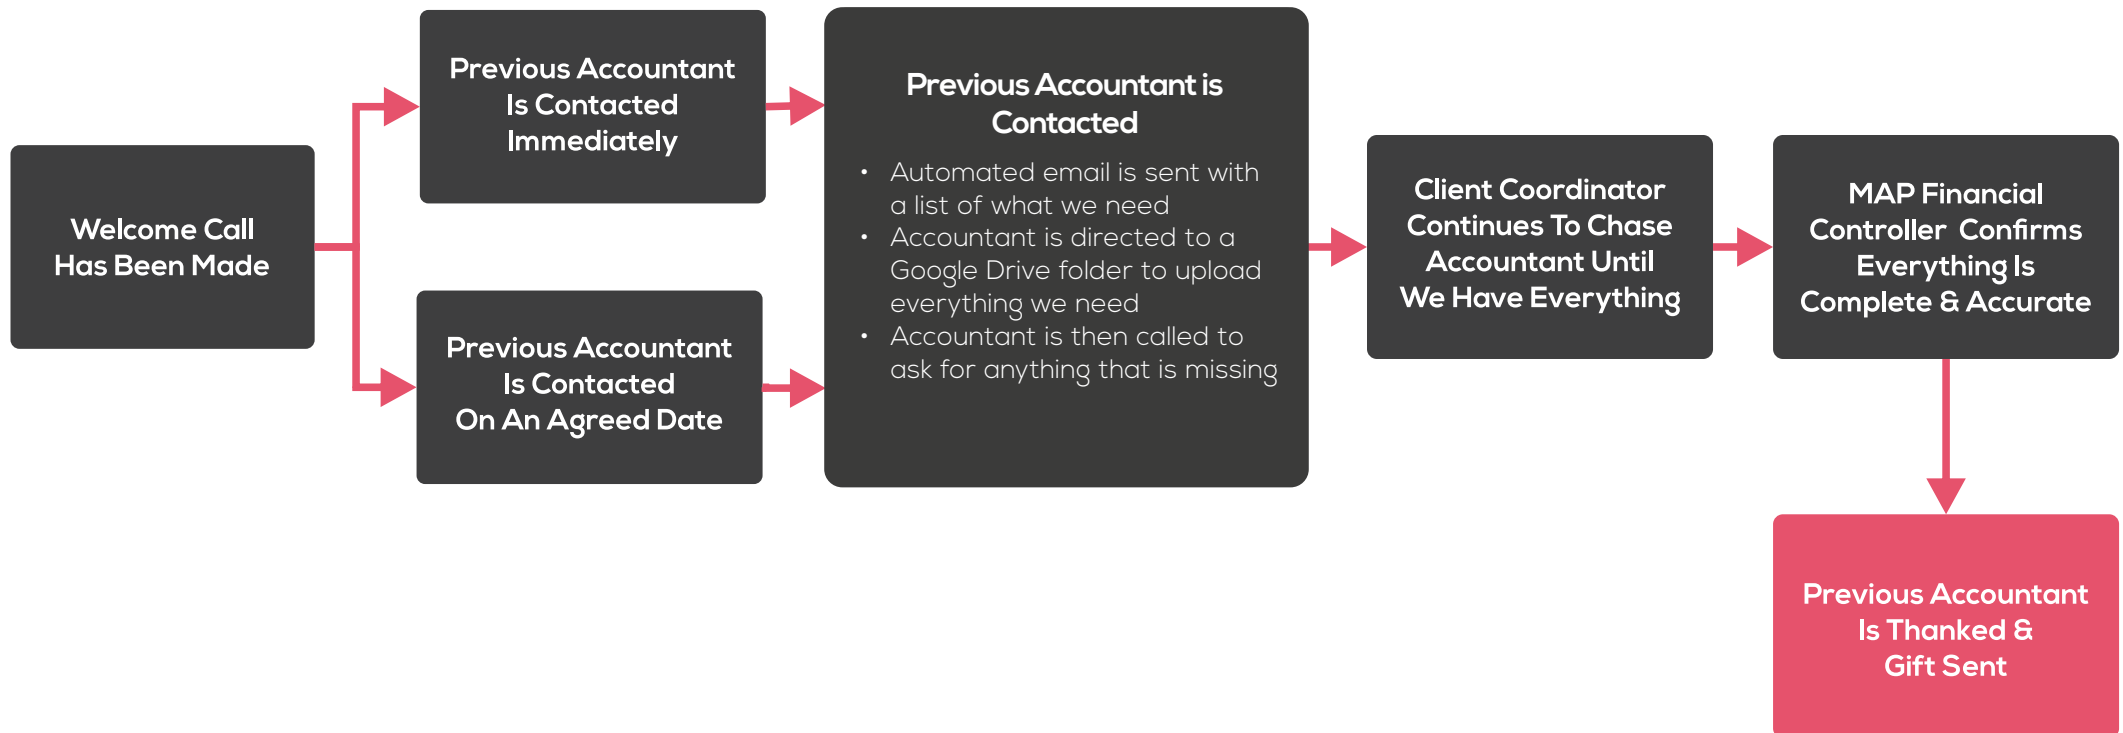 Welcome Call
Has Been Made
Previous Accountant
Is Contacted
Immediately
Previous Accountant
Is Contacted
On An Agreed Date
Previous Accountant is
Contacted
• Automated email is sent with
a list of what we need
• Accountant is directed to a
Google Drive folder to upload
everything we need
• Accountant is then called to
ask for anything that is missing
Client Coordinator
Continues To Chase
Accountant Until
We Have Everything
MAP Financial
Controller Confirms
Everything Is
Complete & Accurate
Previous Accountant
Is Thanked &
Gift Sent